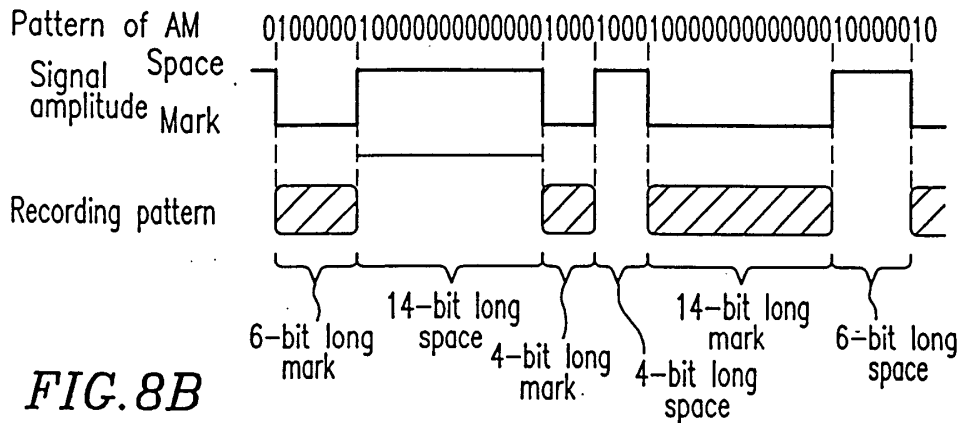 Pattern of AM 010000010000000000000100010001000000000000010000010
Signal amplitude
Space
Mark
Recording pattern
6-bit long mark
14-bit long space
4-bit long mark
4-bit long space
14-bit long mark
6-bit long space
FIG.8B